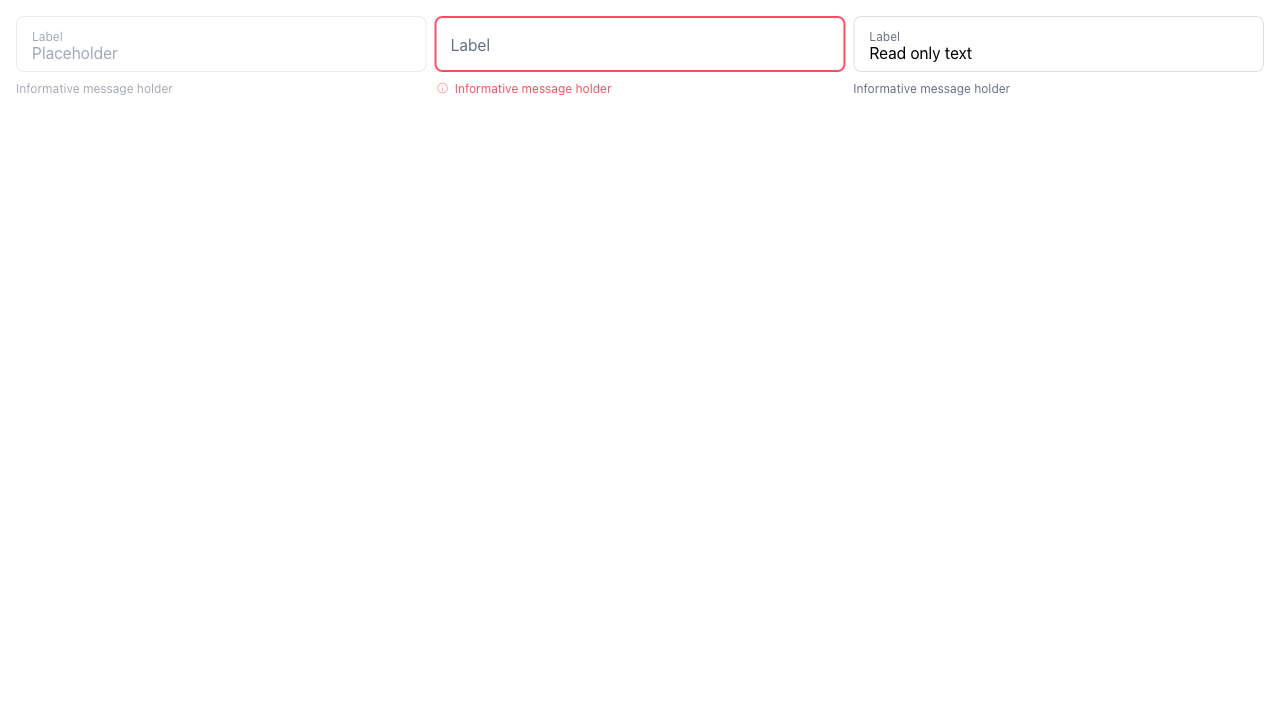 Label
Placeholder
Informative message holder
Label
Informative message holder
Label
Read only text
Informative message holder